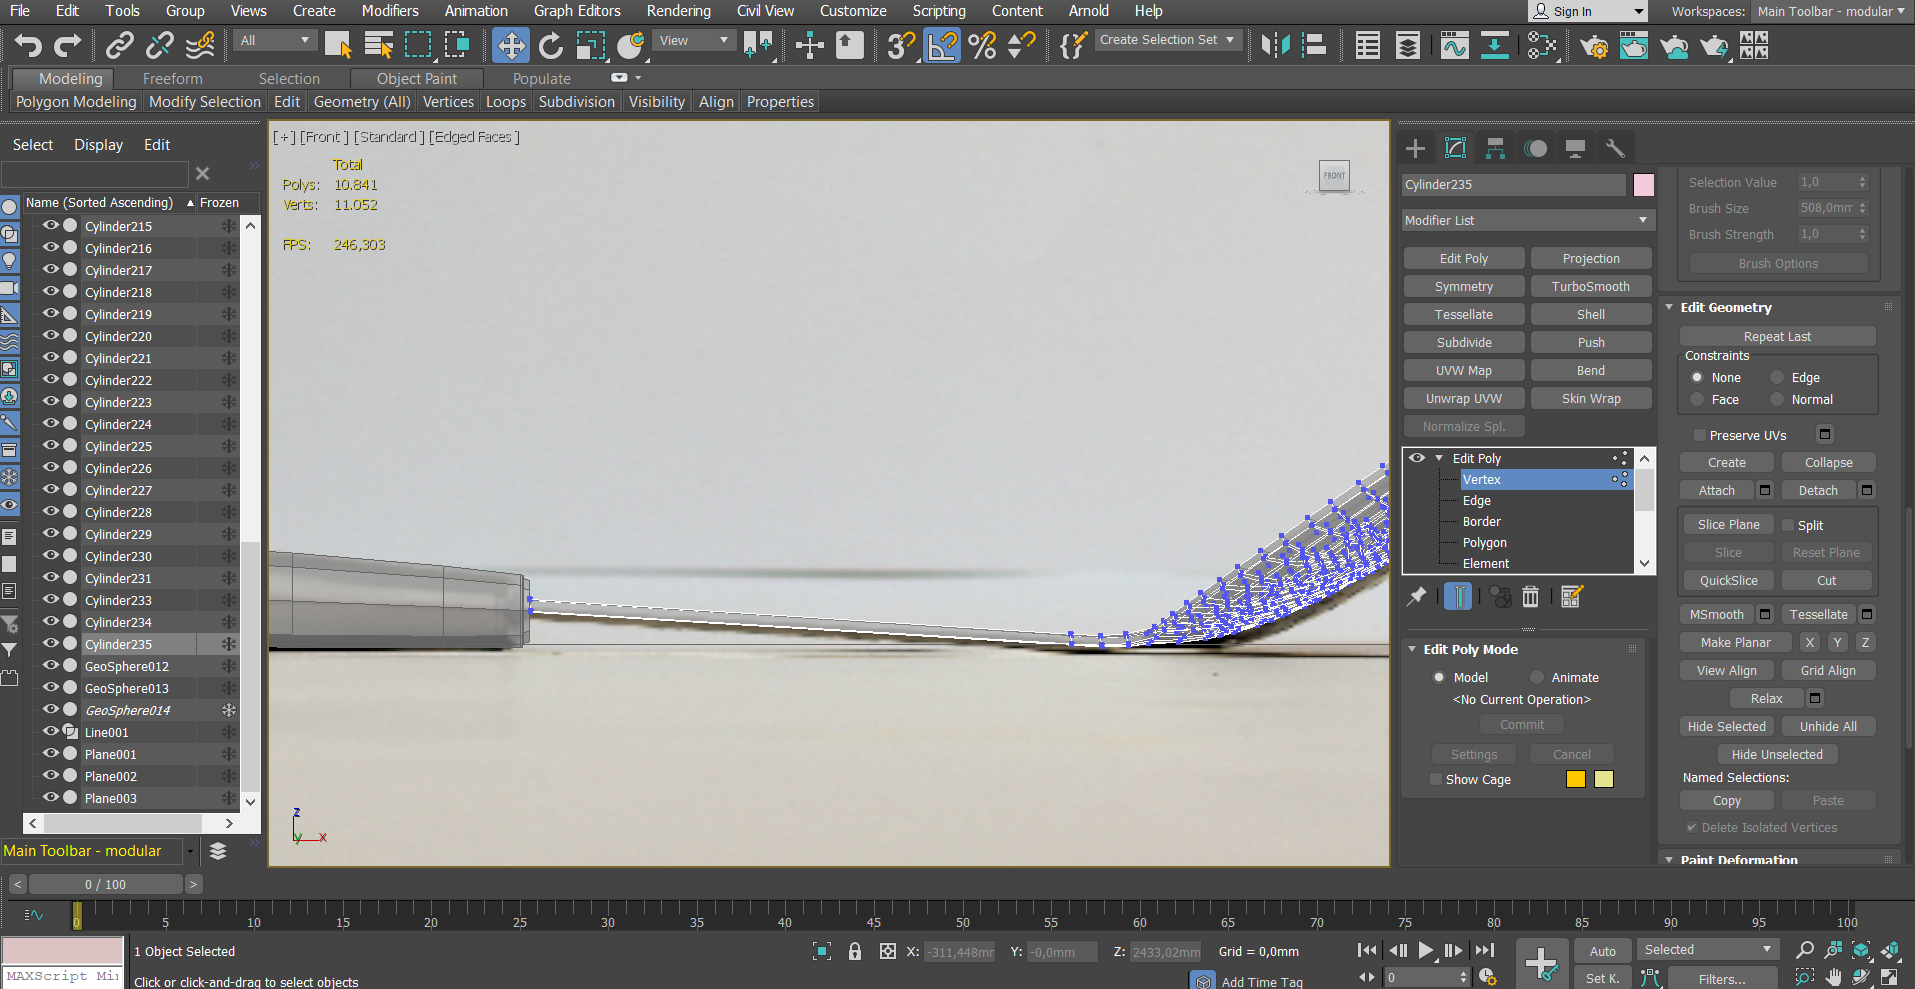 File Edit Tools Group Views Create Modifiers Animation Graph Editors Rendering Civil View Customize Scripting Content Arnold Help
Sign In
Workspaces: Main Toolbar - modular
All
View
Create Selection Set
Modeling Freeform Selection Object Paint Populate
Polygon Modeling Modify Selection Edit Geometry (All) Vertices Loops Subdivision Visibility Align Properties
Select Display Edit
Name (Sorted Ascending) Frozen
Cylinder215
Cylinder216
Cylinder217
Cylinder218
Cylinder219
Cylinder220
Cylinder221
Cylinder222
Cylinder223
Cylinder224
Cylinder225
Cylinder226
Cylinder227
Cylinder228
Cylinder229
Cylinder230
Cylinder231
Cylinder233
Cylinder234
Cylinder235
GeoSphere012
GeoSphere013
GeoSphere014
Line001
Plane001
Plane002
Plane003
Main Toolbar - modular
[+] [Front] [Standard] [Edged Faces]
Total
Polys: 10.841
Verts: 11.052
FPS: 246,303
FRONT
z
y x
Cylinder235
Modifier List
Edit Poly Projection
Symmetry TurboSmooth
Tessellate Shell
Subdivide Push
UVW Map Bend
Unwrap UVW Skin Wrap
Normalize Spl.
Edit Poly
Vertex
Edge
Border
Polygon
Element
Edit Poly Mode
Model Animate
<No Current Operation>
Commit
Settings Cancel
Show Cage
Selection Value 1,0
Brush Size 508,0mm
Brush Strength 1,0
Brush Options
Edit Geometry
Repeat Last
Constraints
None Edge
Face Normal
Preserve UVs
Create Collapse
Attach Detach
Slice Plane Split
Slice Reset Plane
QuickSlice Cut
MSmooth Tessellate
Make Planar X Y Z
View Align Grid Align
Relax
Hide Selected Unhide All
Hide Unselected
Named Selections:
Copy Paste
Delete Isolated Vertices
Paint Deformation
< 0 / 100 >
0 5 10 15 20 25 30 35 40 45 50 55 60 65 70 75 80 85 90 95 100
1 Object Selected
X: -311,448mm Y: -0,0mm Z: 2433,02mm Grid = 0,0mm
Auto Selected
MAXScript Mi
Click or click-and-drag to select objects
Add Time Tag
0
Set K. Filters...